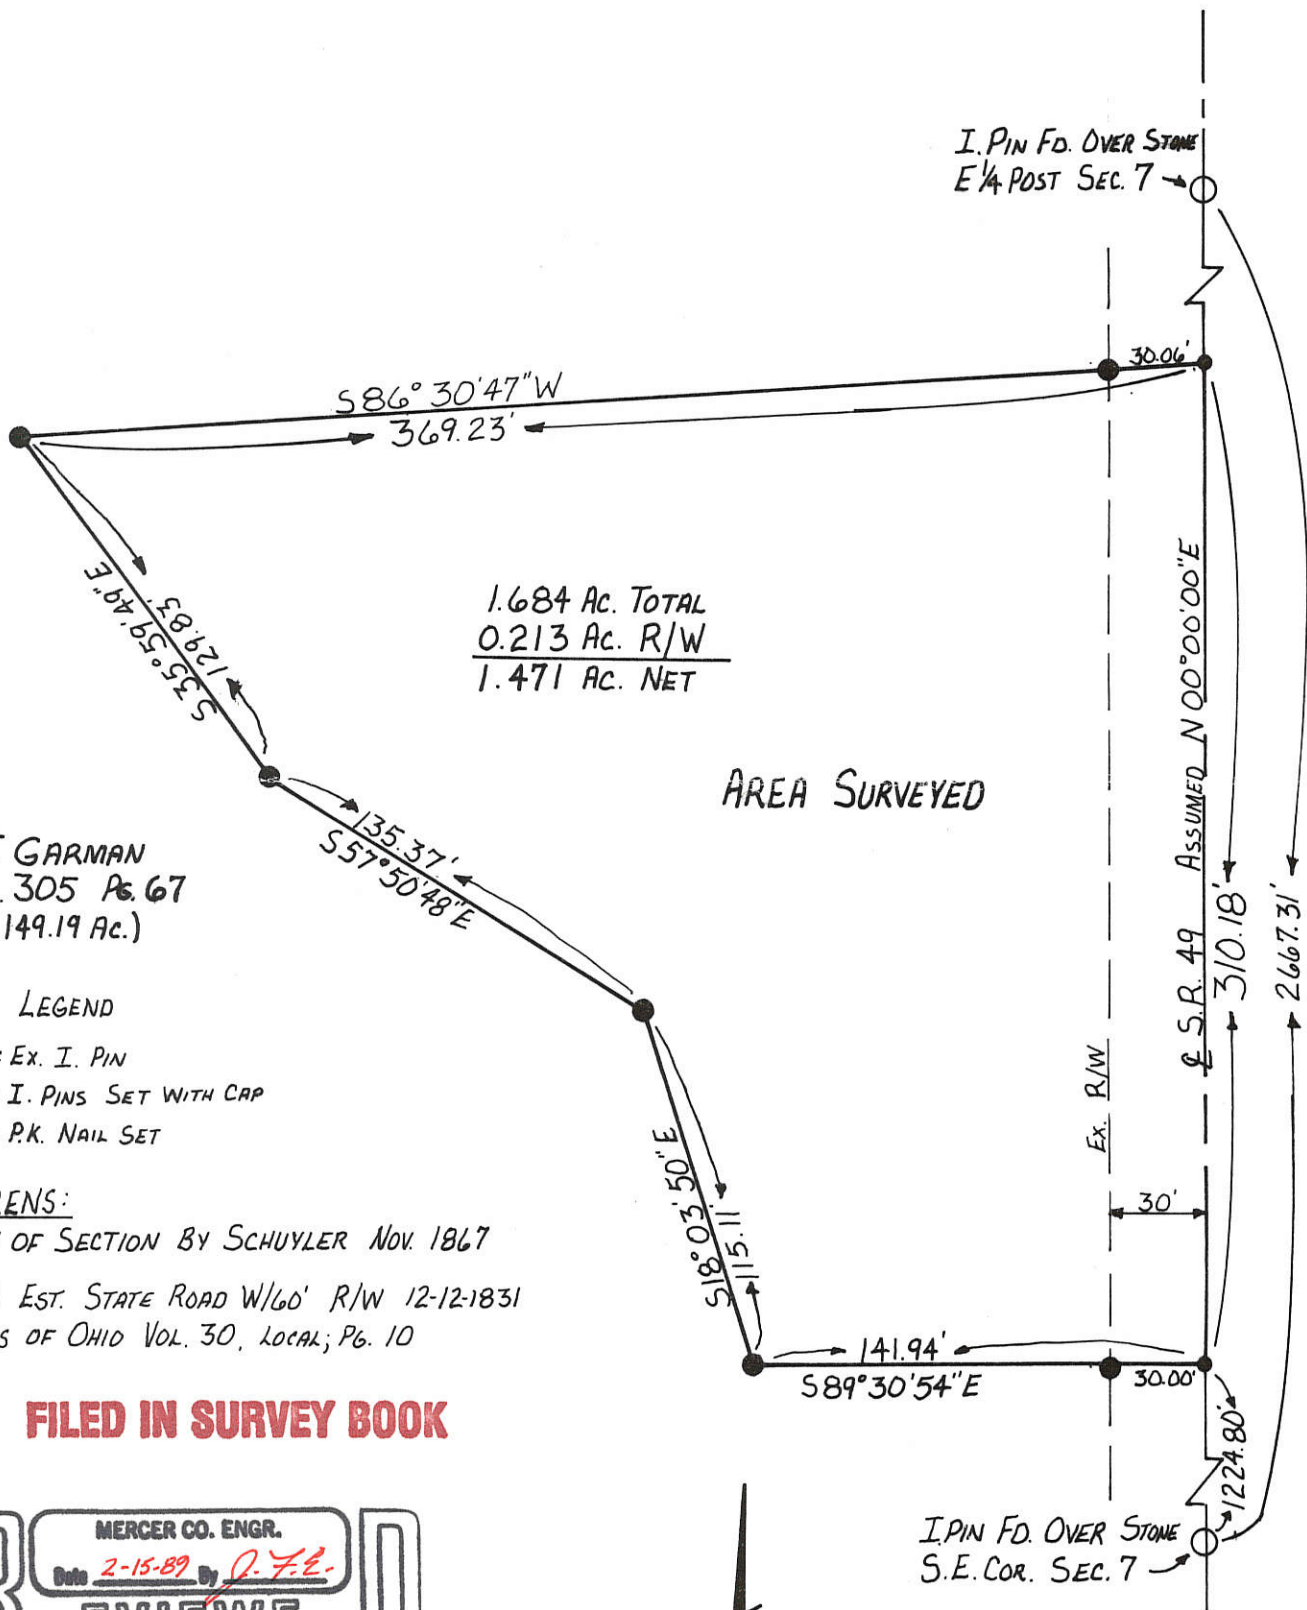 I. PIN FD. OVER STONE
E 1/4 POST SEC. 7
30.06'
S86° 30'47"W
369.23'
S 35° 59' 49" E
129.83'
1.684 AC. TOTAL
0.213 AC. R/W
1.471 AC. NET
AREA SURVEYED
135.37'
S57°50'48"E
GARMAN
305 PG. 67
149.19 AC.)
LEGEND
EX. I. PIN
I. PINS SET WITH CAP
P.K. NAIL SET
OF SECTION BY SCHUYLER NOV. 1867
EST. STATE ROAD W/60' R/W 12-12-1831
OF OHIO VOL. 30, LOCAL; PG. 10
S18° 03' 50" E
115.11'
EX. R/W
30'
℄ S.R. 49 ASSUMED N 00°00'00"E
310.18'
2667.31'
141.94'
S89°30'54"E
30.00'
1224.80'
FILED IN SURVEY BOOK
MERCER CO. ENGR.
Date 2-15-89 By J.F.E.
I.PIN FD. OVER STONE
S.E. COR. SEC. 7